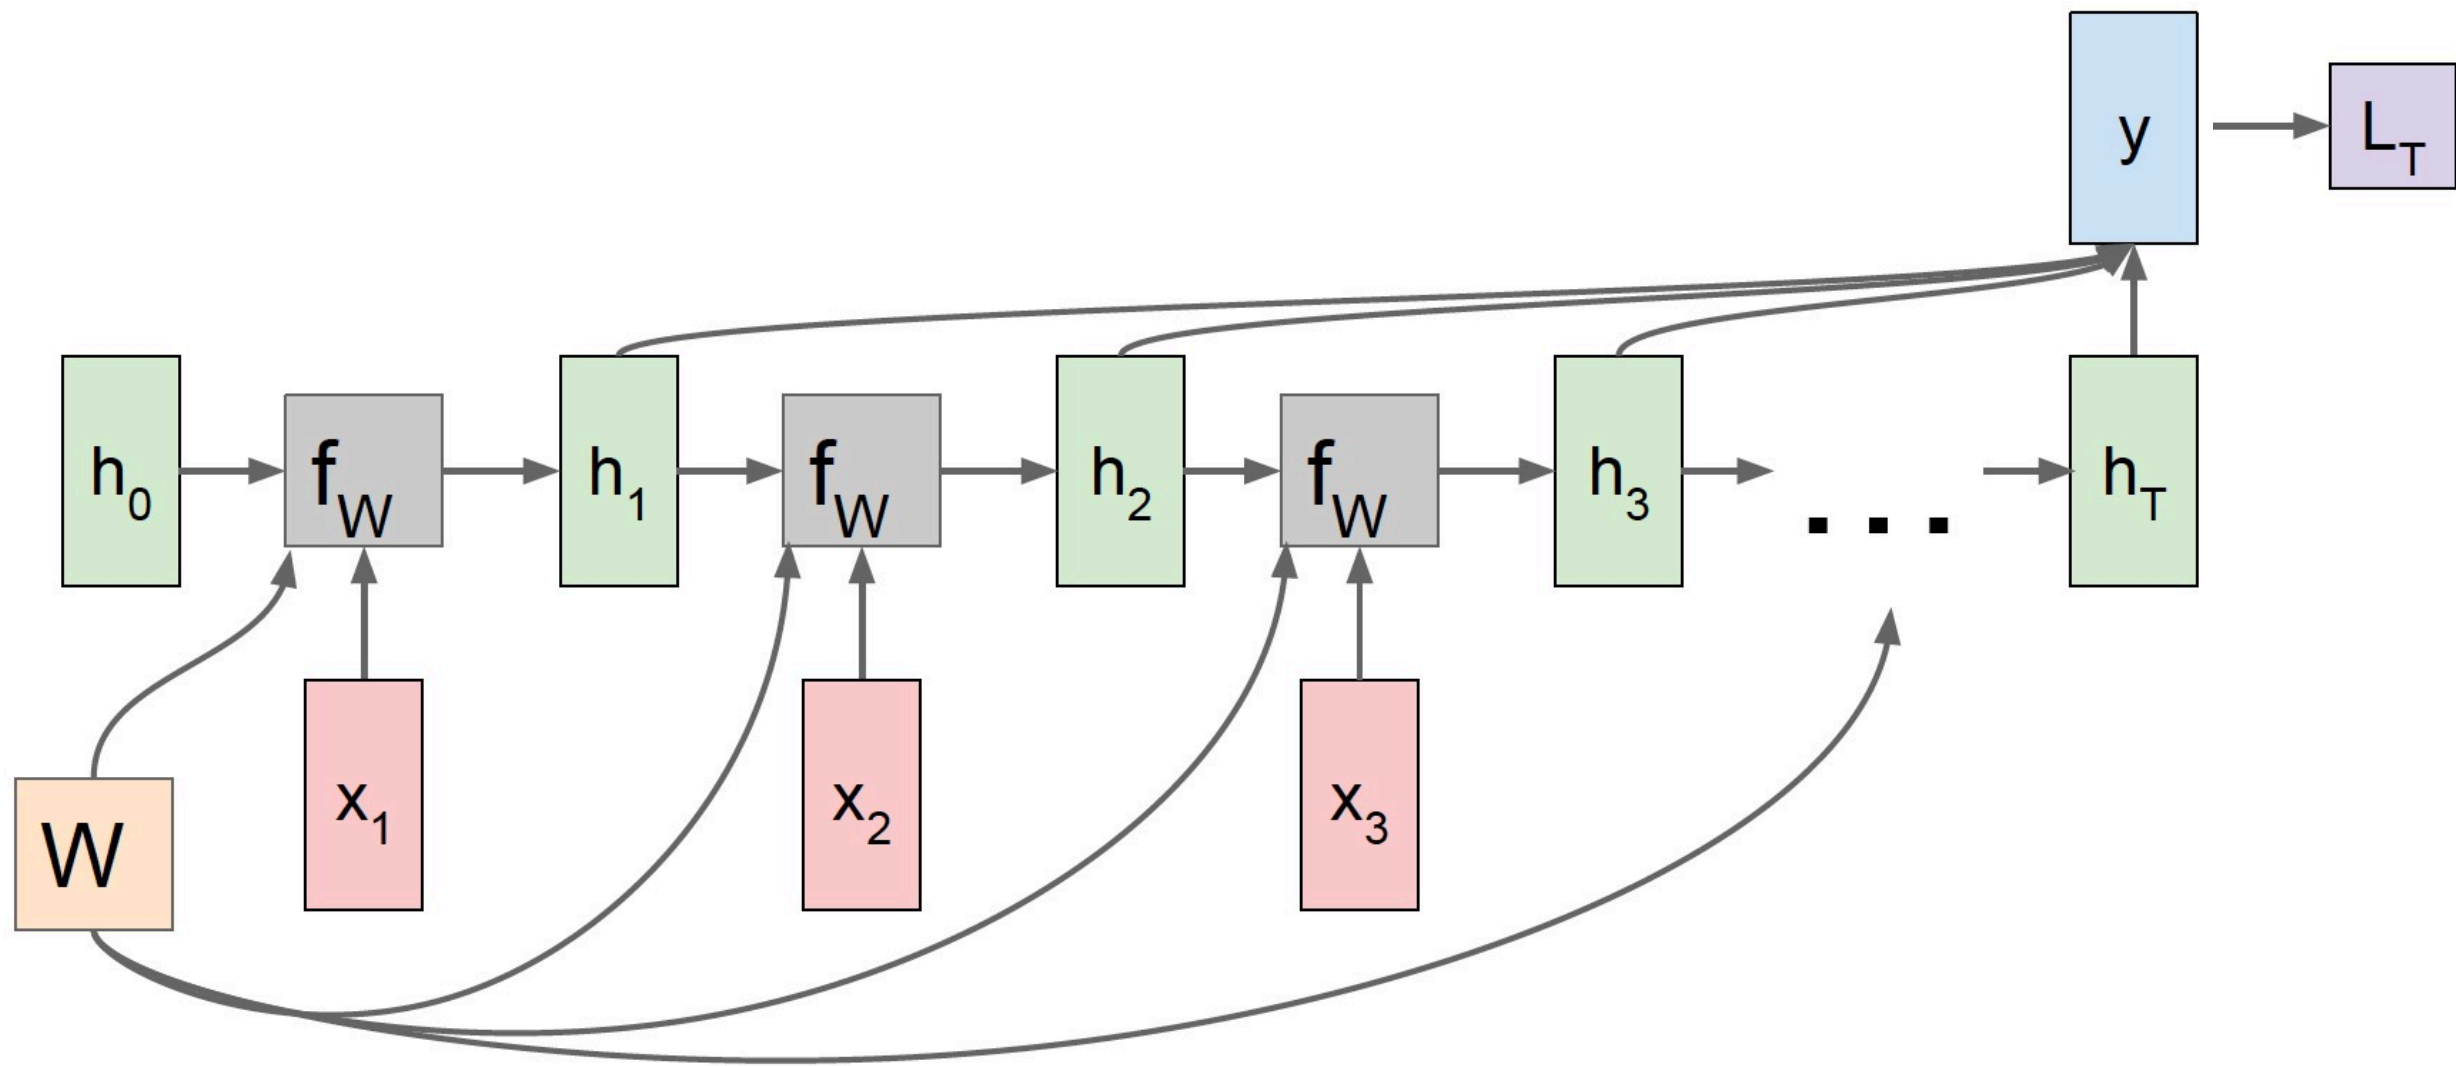 y
L_T
h_0
f_W
h_1
f_W
h_2
f_W
h_3
. . .
h_T
x_1
x_2
x_3
W